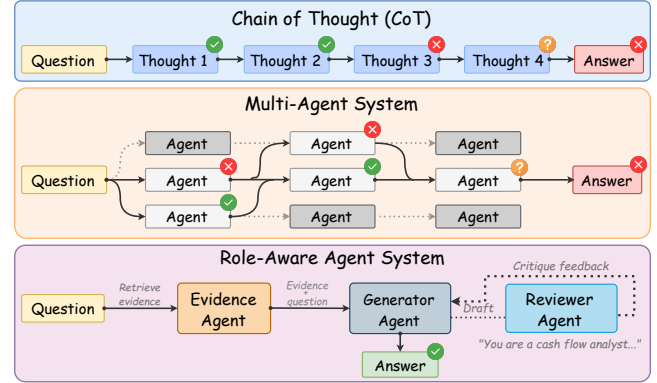 Chain of Thought (CoT)
Question
Thought 1
Thought 2
Thought 3
Thought 4
?
Answer
Multi-Agent System
Agent
Agent
Agent
Question
Agent
Agent
Agent
?
Answer
Agent
Agent
Agent
Role-Aware Agent System
Question
Retrieve
evidence
Evidence
Agent
Evidence
+
question
Generator
Agent
Draft
Critique feedback
Reviewer
Agent
"You are a cash flow analyst..."
Answer